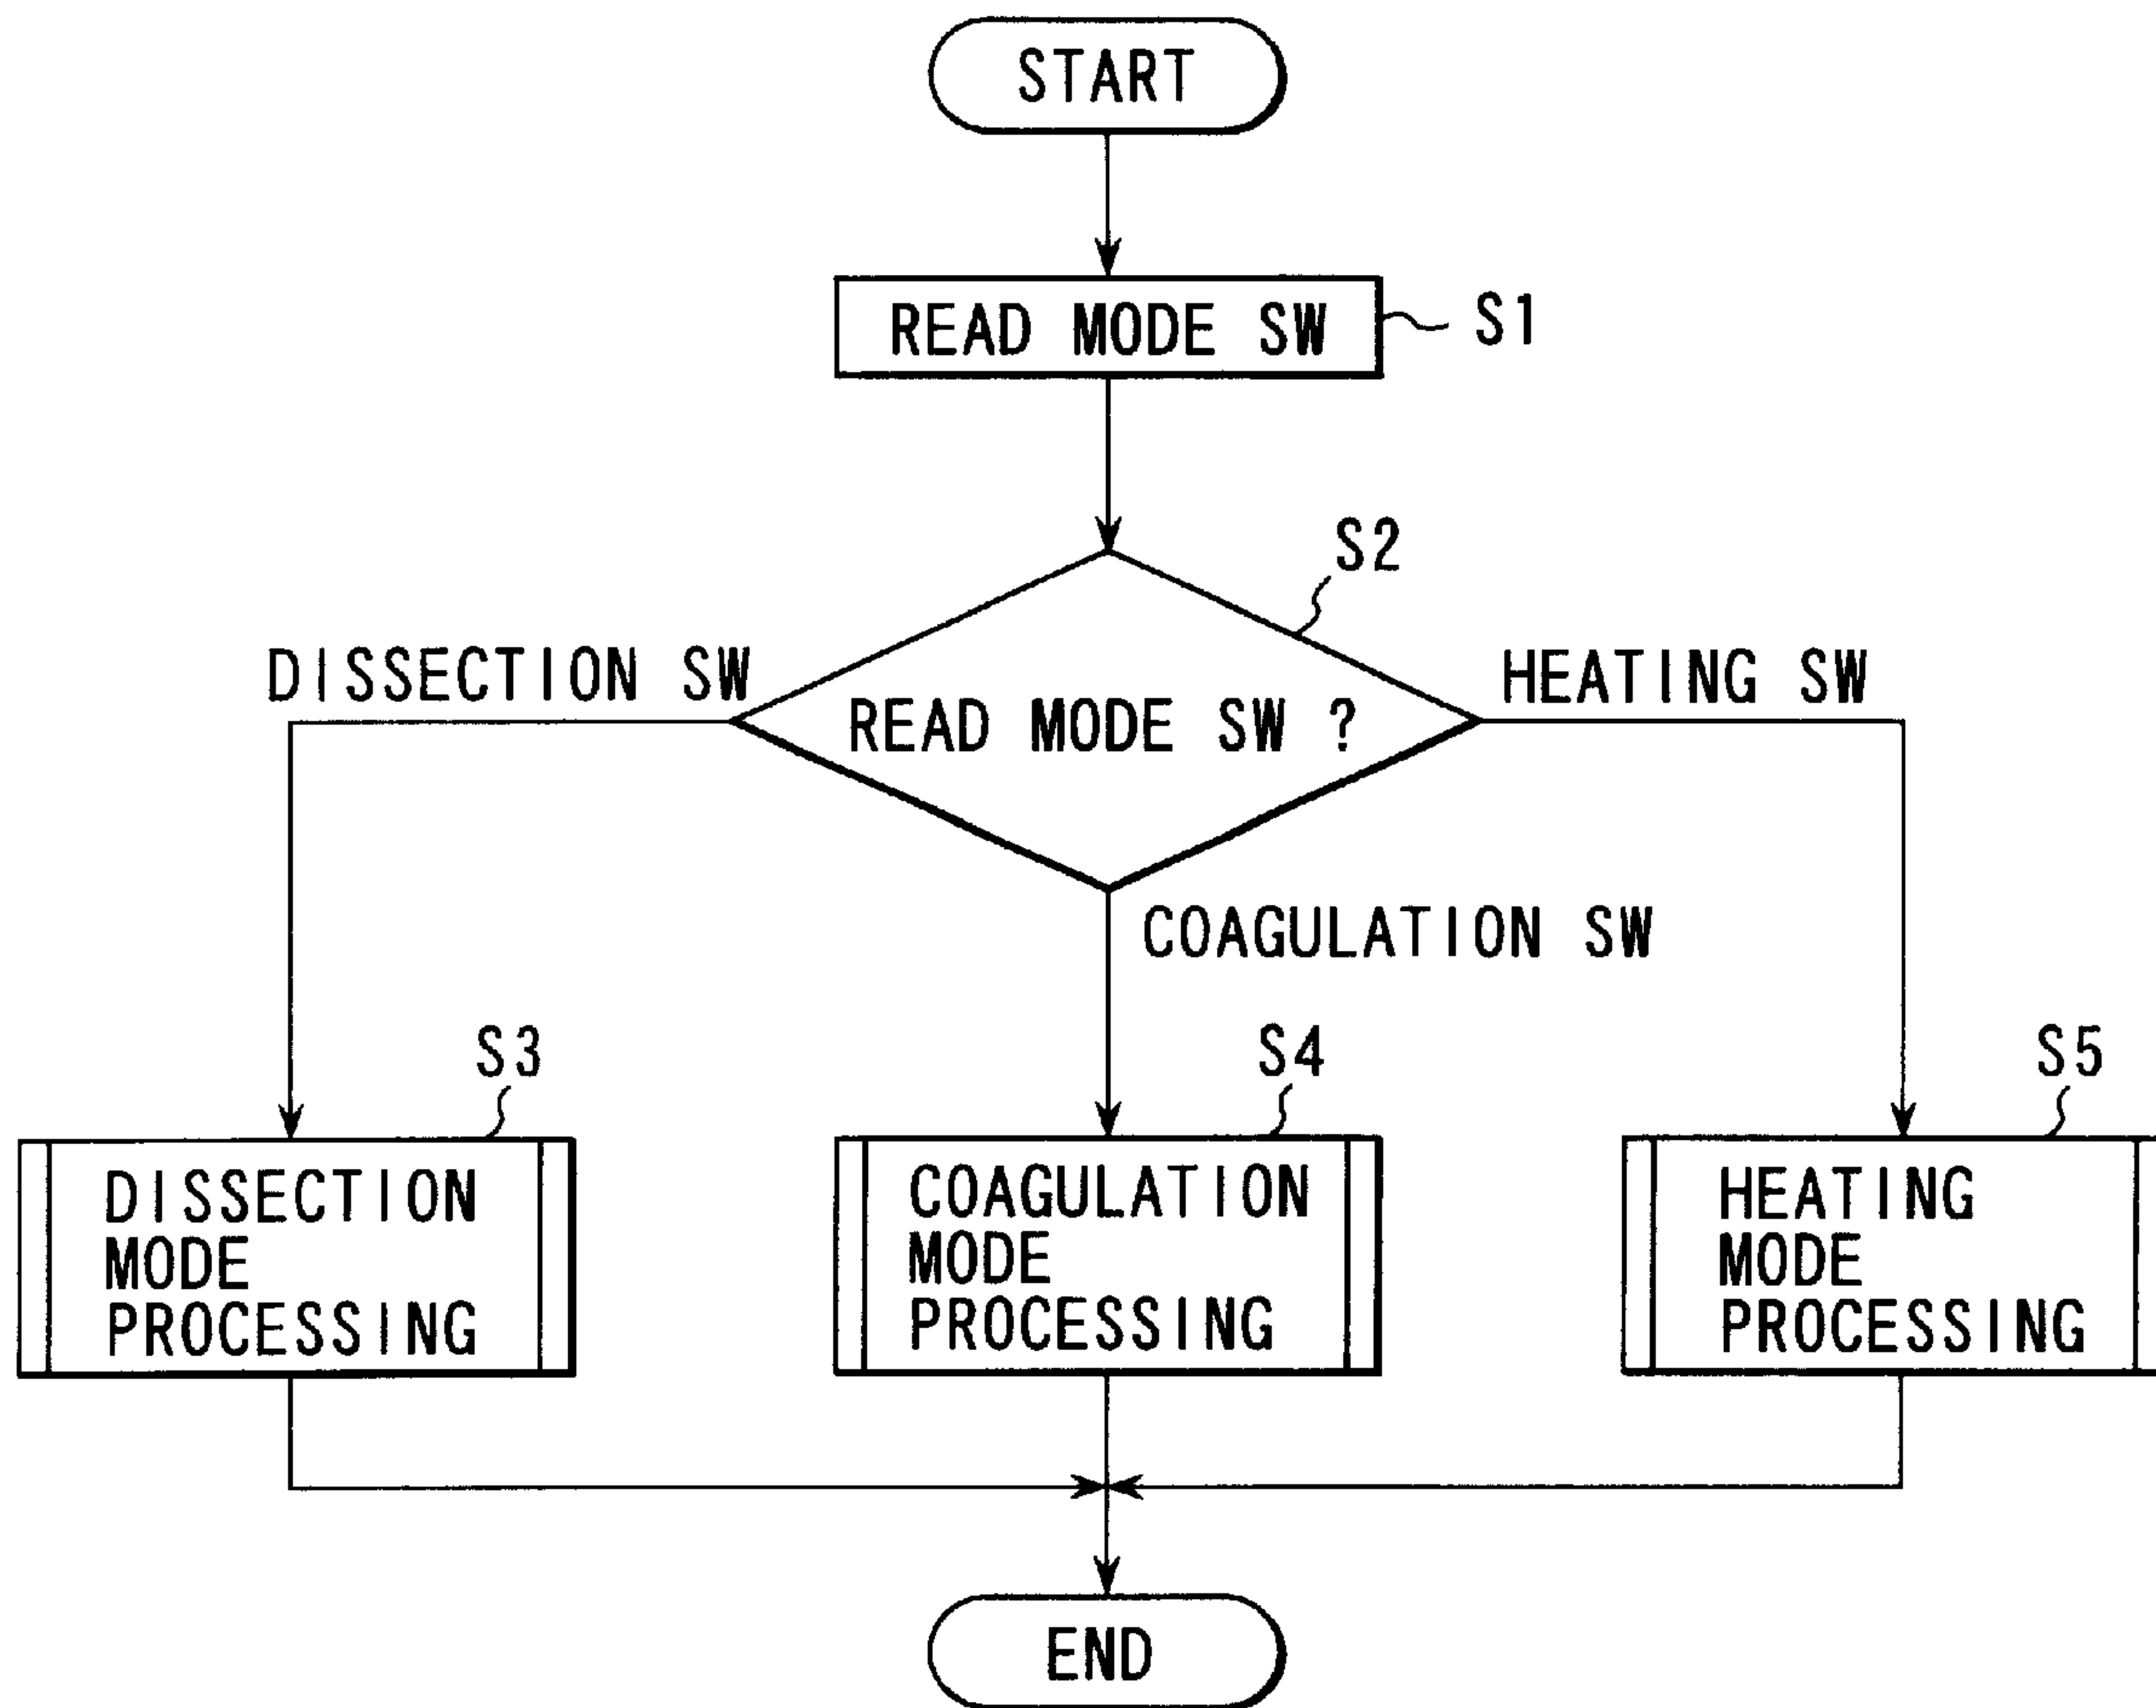 START
READ MODE SW
S1
S2
DISSECTION SW
READ MODE SW ?
HEATING SW
COAGULATION SW
S3
S4
S5
DISSECTION
MODE
PROCESSING
COAGULATION
MODE
PROCESSING
HEATING
MODE
PROCESSING
END